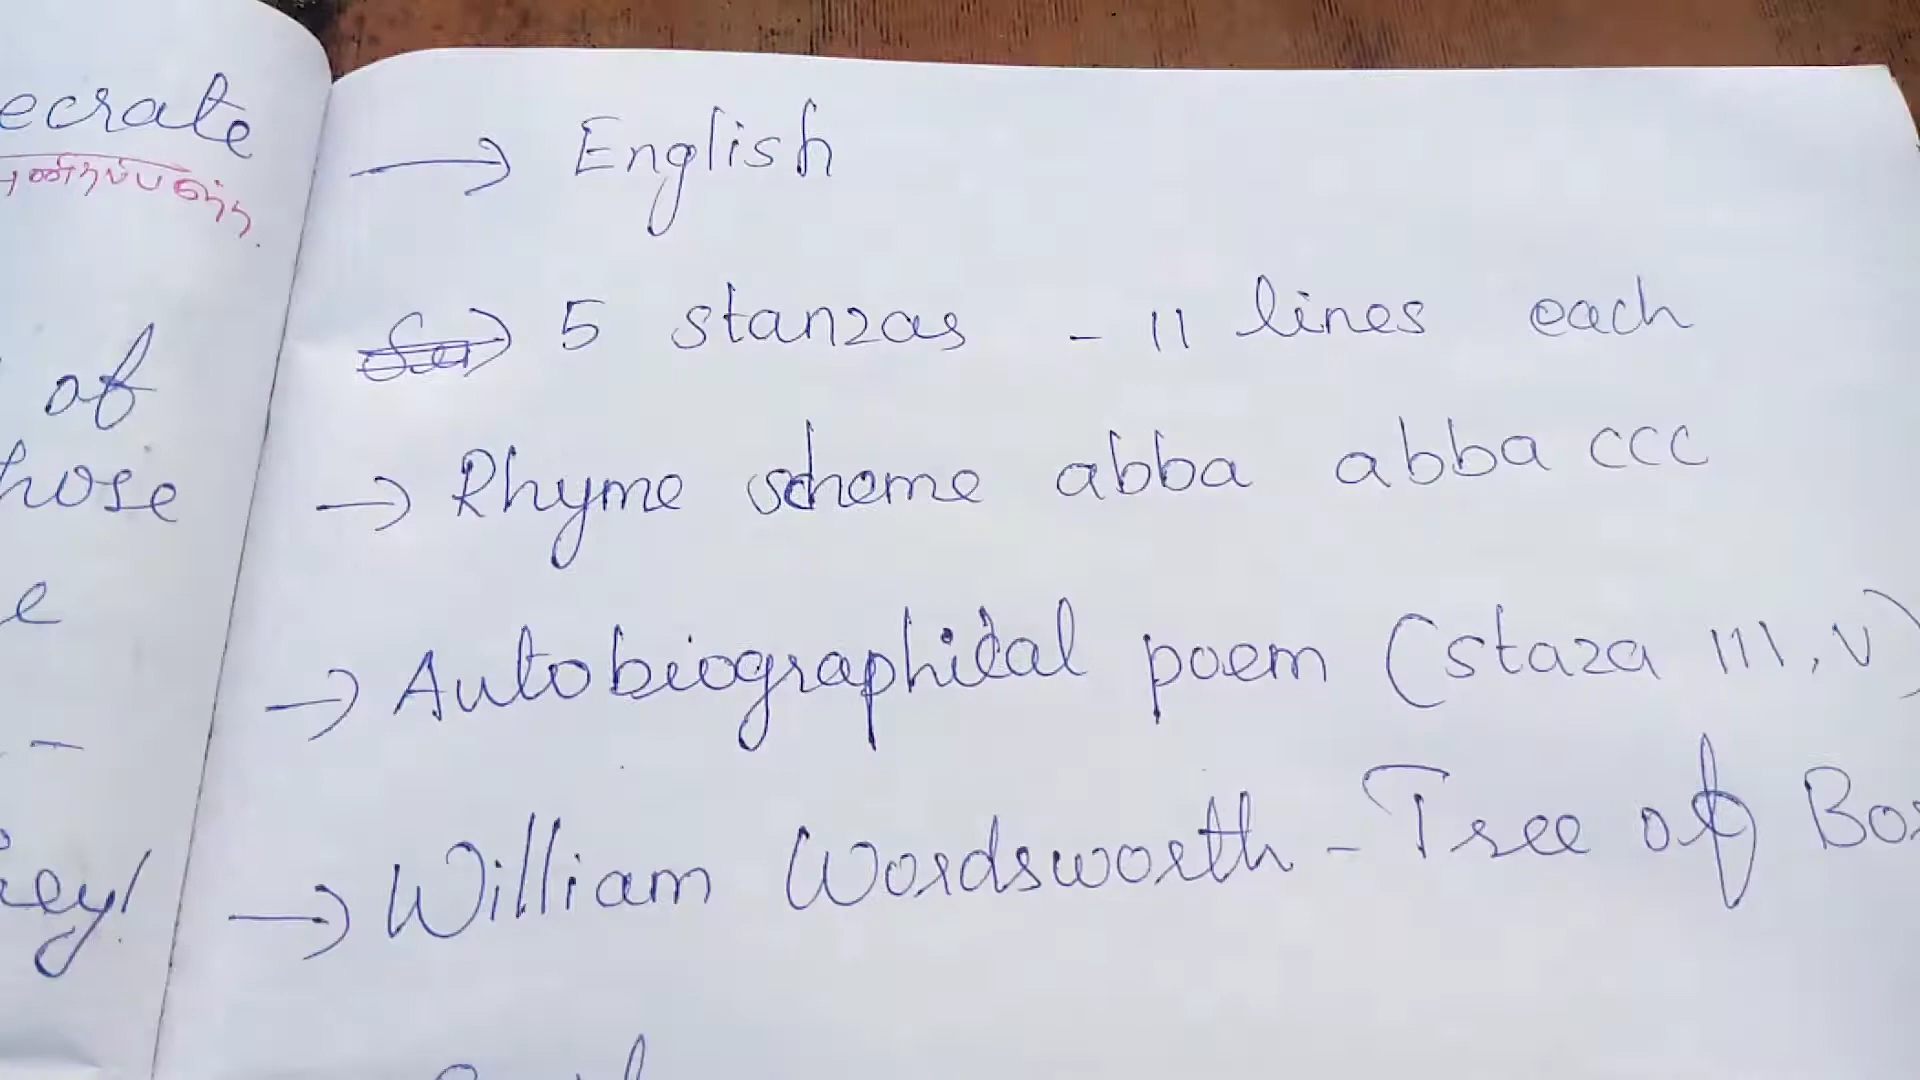 ecrate
of
hose
e
-
→ English
→ 5 stanzas - 11 lines each
→ Rhyme scheme abba abba ccc
→ Autobiographical poem (staza III, V)
→ William Wordsworth - Tree of Bor